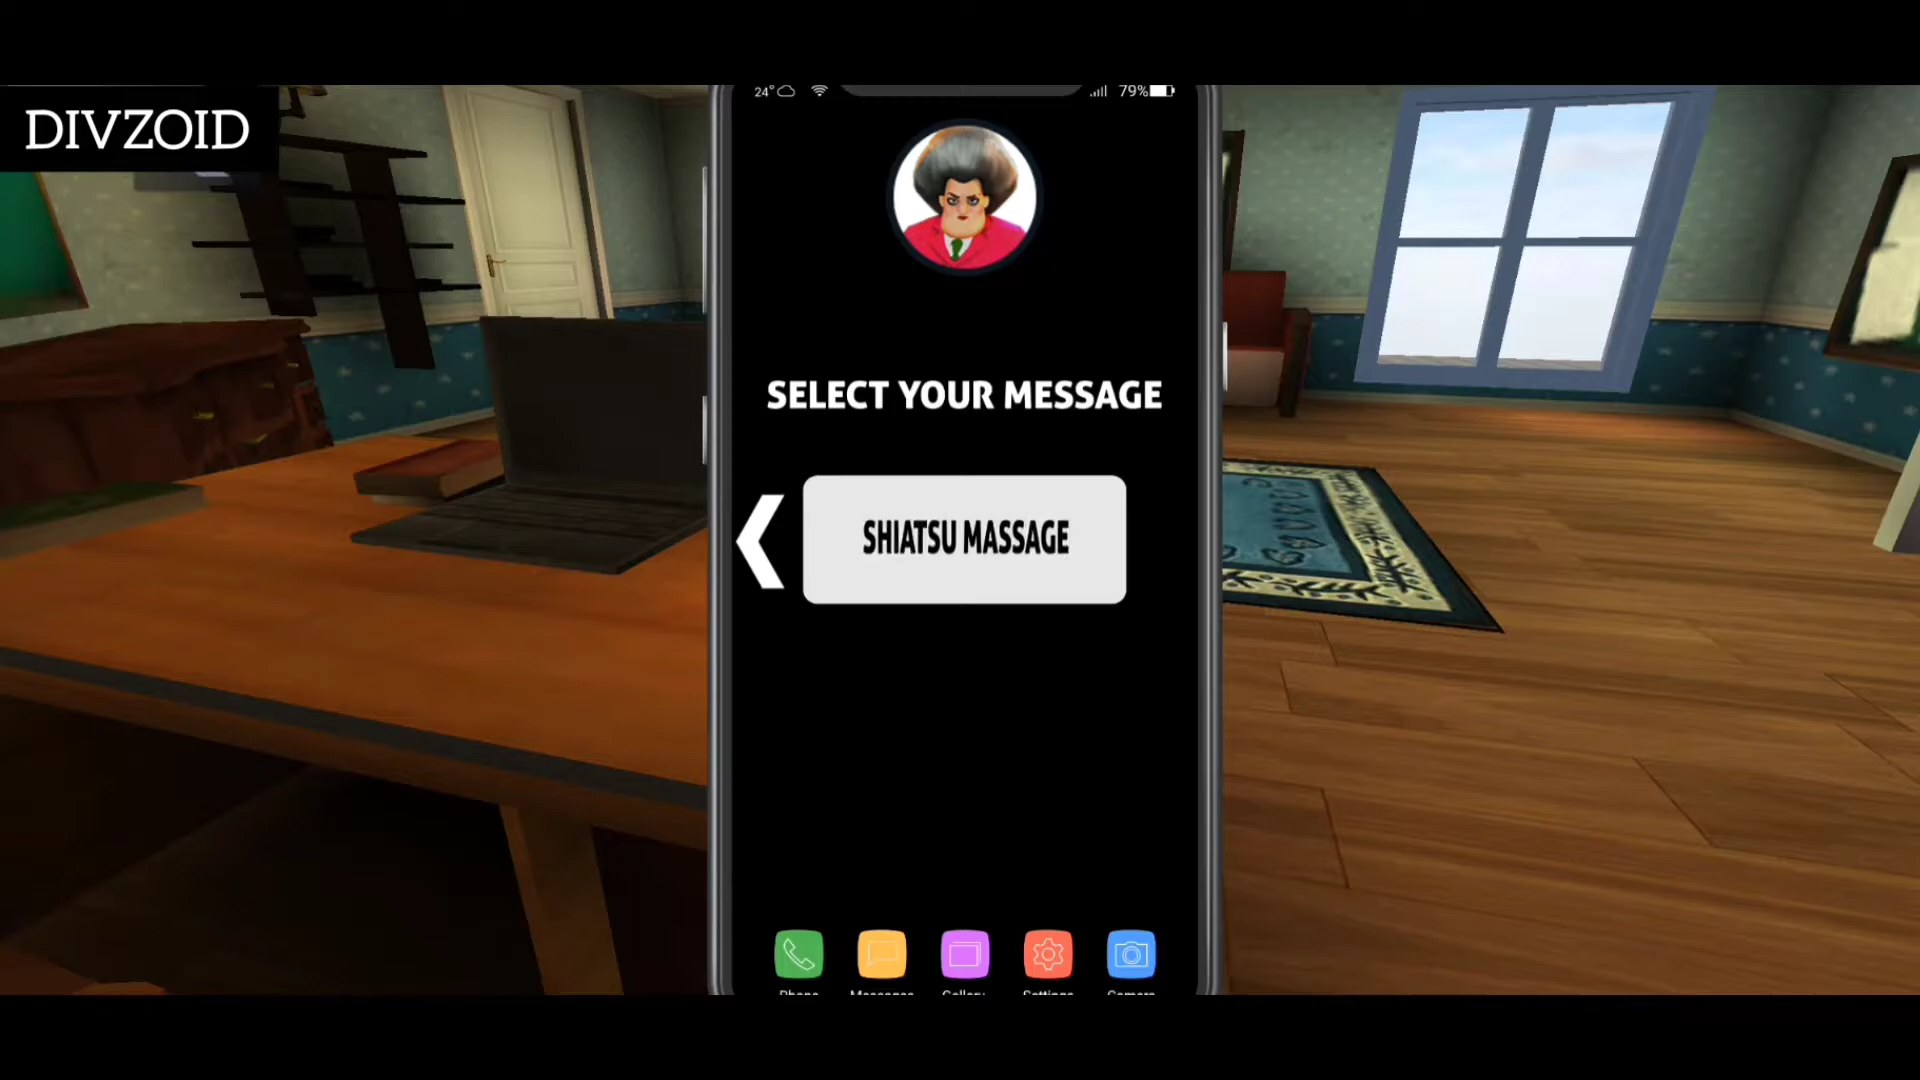 24°
79%
DIVZOID
SELECT YOUR MESSAGE
SHIATSU MASSAGE